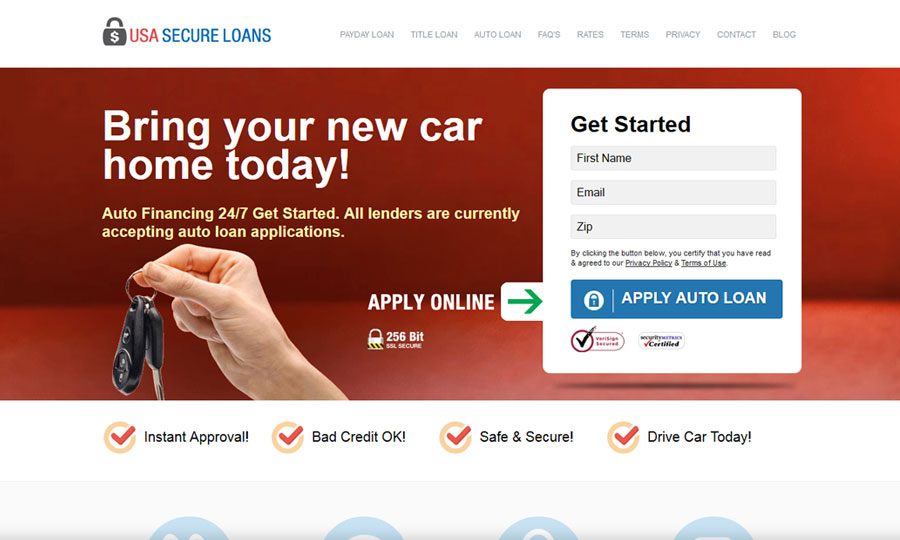 $ USA SECURE LOANS
PAYDAY LOAN TITLE LOAN AUTO LOAN FAQ'S RATES TERMS PRIVACY CONTACT BLOG
Bring your new car
home today!
Auto Financing 24/7 Get Started. All lenders are currently
accepting auto loan applications.
APPLY ONLINE
256 Bit
SSL SECURE
Get Started
First Name
Email
Zip
By clicking the button below, you certify that you have read
& agreed to our Privacy Policy & Terms of Use.
APPLY AUTO LOAN
VeriSign
Secured
securityMETRICS
Certified
Instant Approval!
Bad Credit OK!
Safe & Secure!
Drive Car Today!